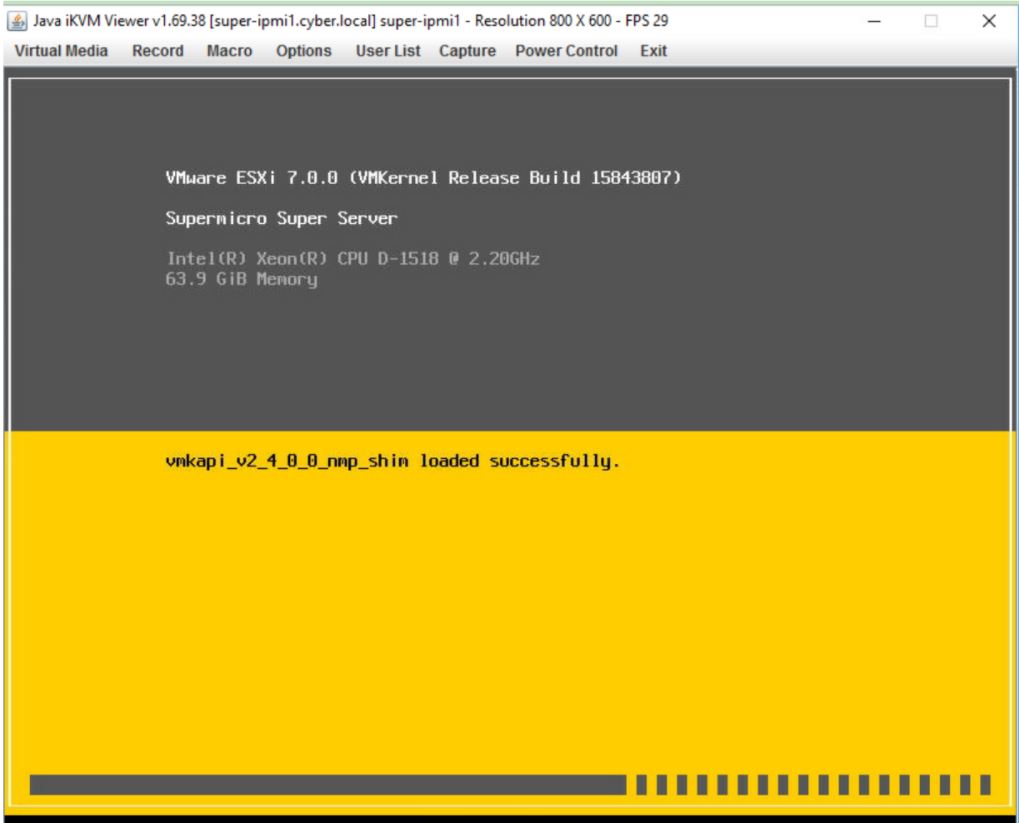 Java iKVM Viewer v1.69.38 [super-ipmi1.cyber.local] super-ipmi1 - Resolution 800 X 600 - FPS 29
Virtual Media Record Macro Options User List Capture Power Control Exit
VMware ESXi 7.0.0 (VMKernel Release Build 15843807)
Supermicro Super Server
Intel(R) Xeon(R) CPU D-1518 @ 2.20GHz
63.9 GiB Memory
vmkapi_v2_4_0_0_nmp_shim loaded successfully.